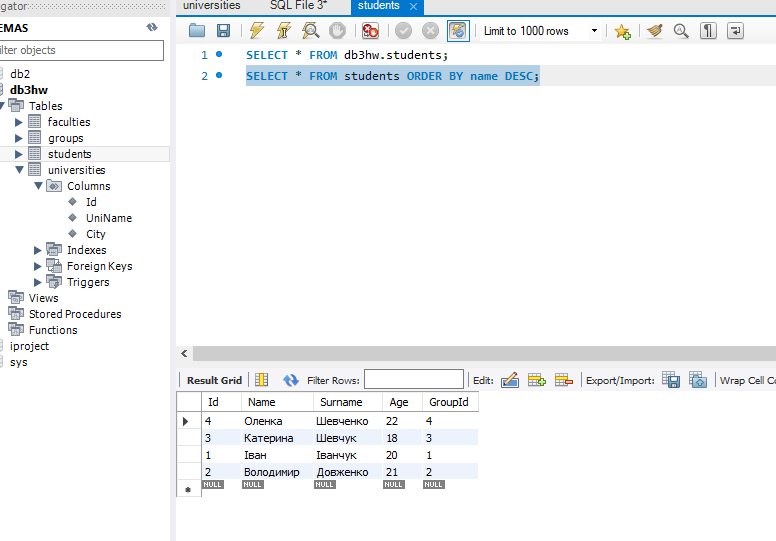 gator
universities SQL File 3* students
EMAS
ilter objects
Limit to 1000 rows
1 SELECT * FROM db3hw.students;
2 SELECT * FROM students ORDER BY name DESC;
db2
db3hw
Tables
faculties
groups
students
universities
Columns
Id
UniName
City
Indexes
Foreign Keys
Triggers
Views
Stored Procedures
Functions
iproject
sys
Result Grid Filter Rows: Edit: Export/Import: Wrap Cell Co
Id Name Surname Age GroupId
4 Оленка Шевченко 22 4
3 Катерина Шевчук 18 3
1 Іван Іванчук 20 1
2 Володимир Довженко 21 2
NULL NULL NULL NULL NULL